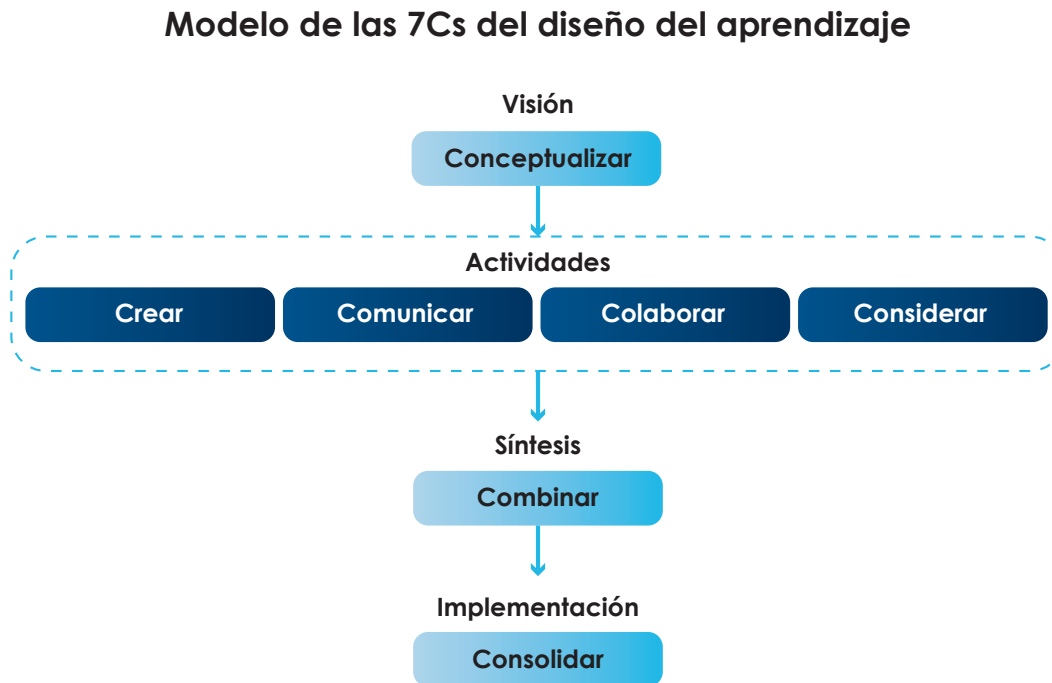 Modelo de las 7Cs del diseño del aprendizaje
Visión
Conceptualizar
Actividades
Crear
Comunicar
Colaborar
Considerar
Síntesis
Combinar
Implementación
Consolidar